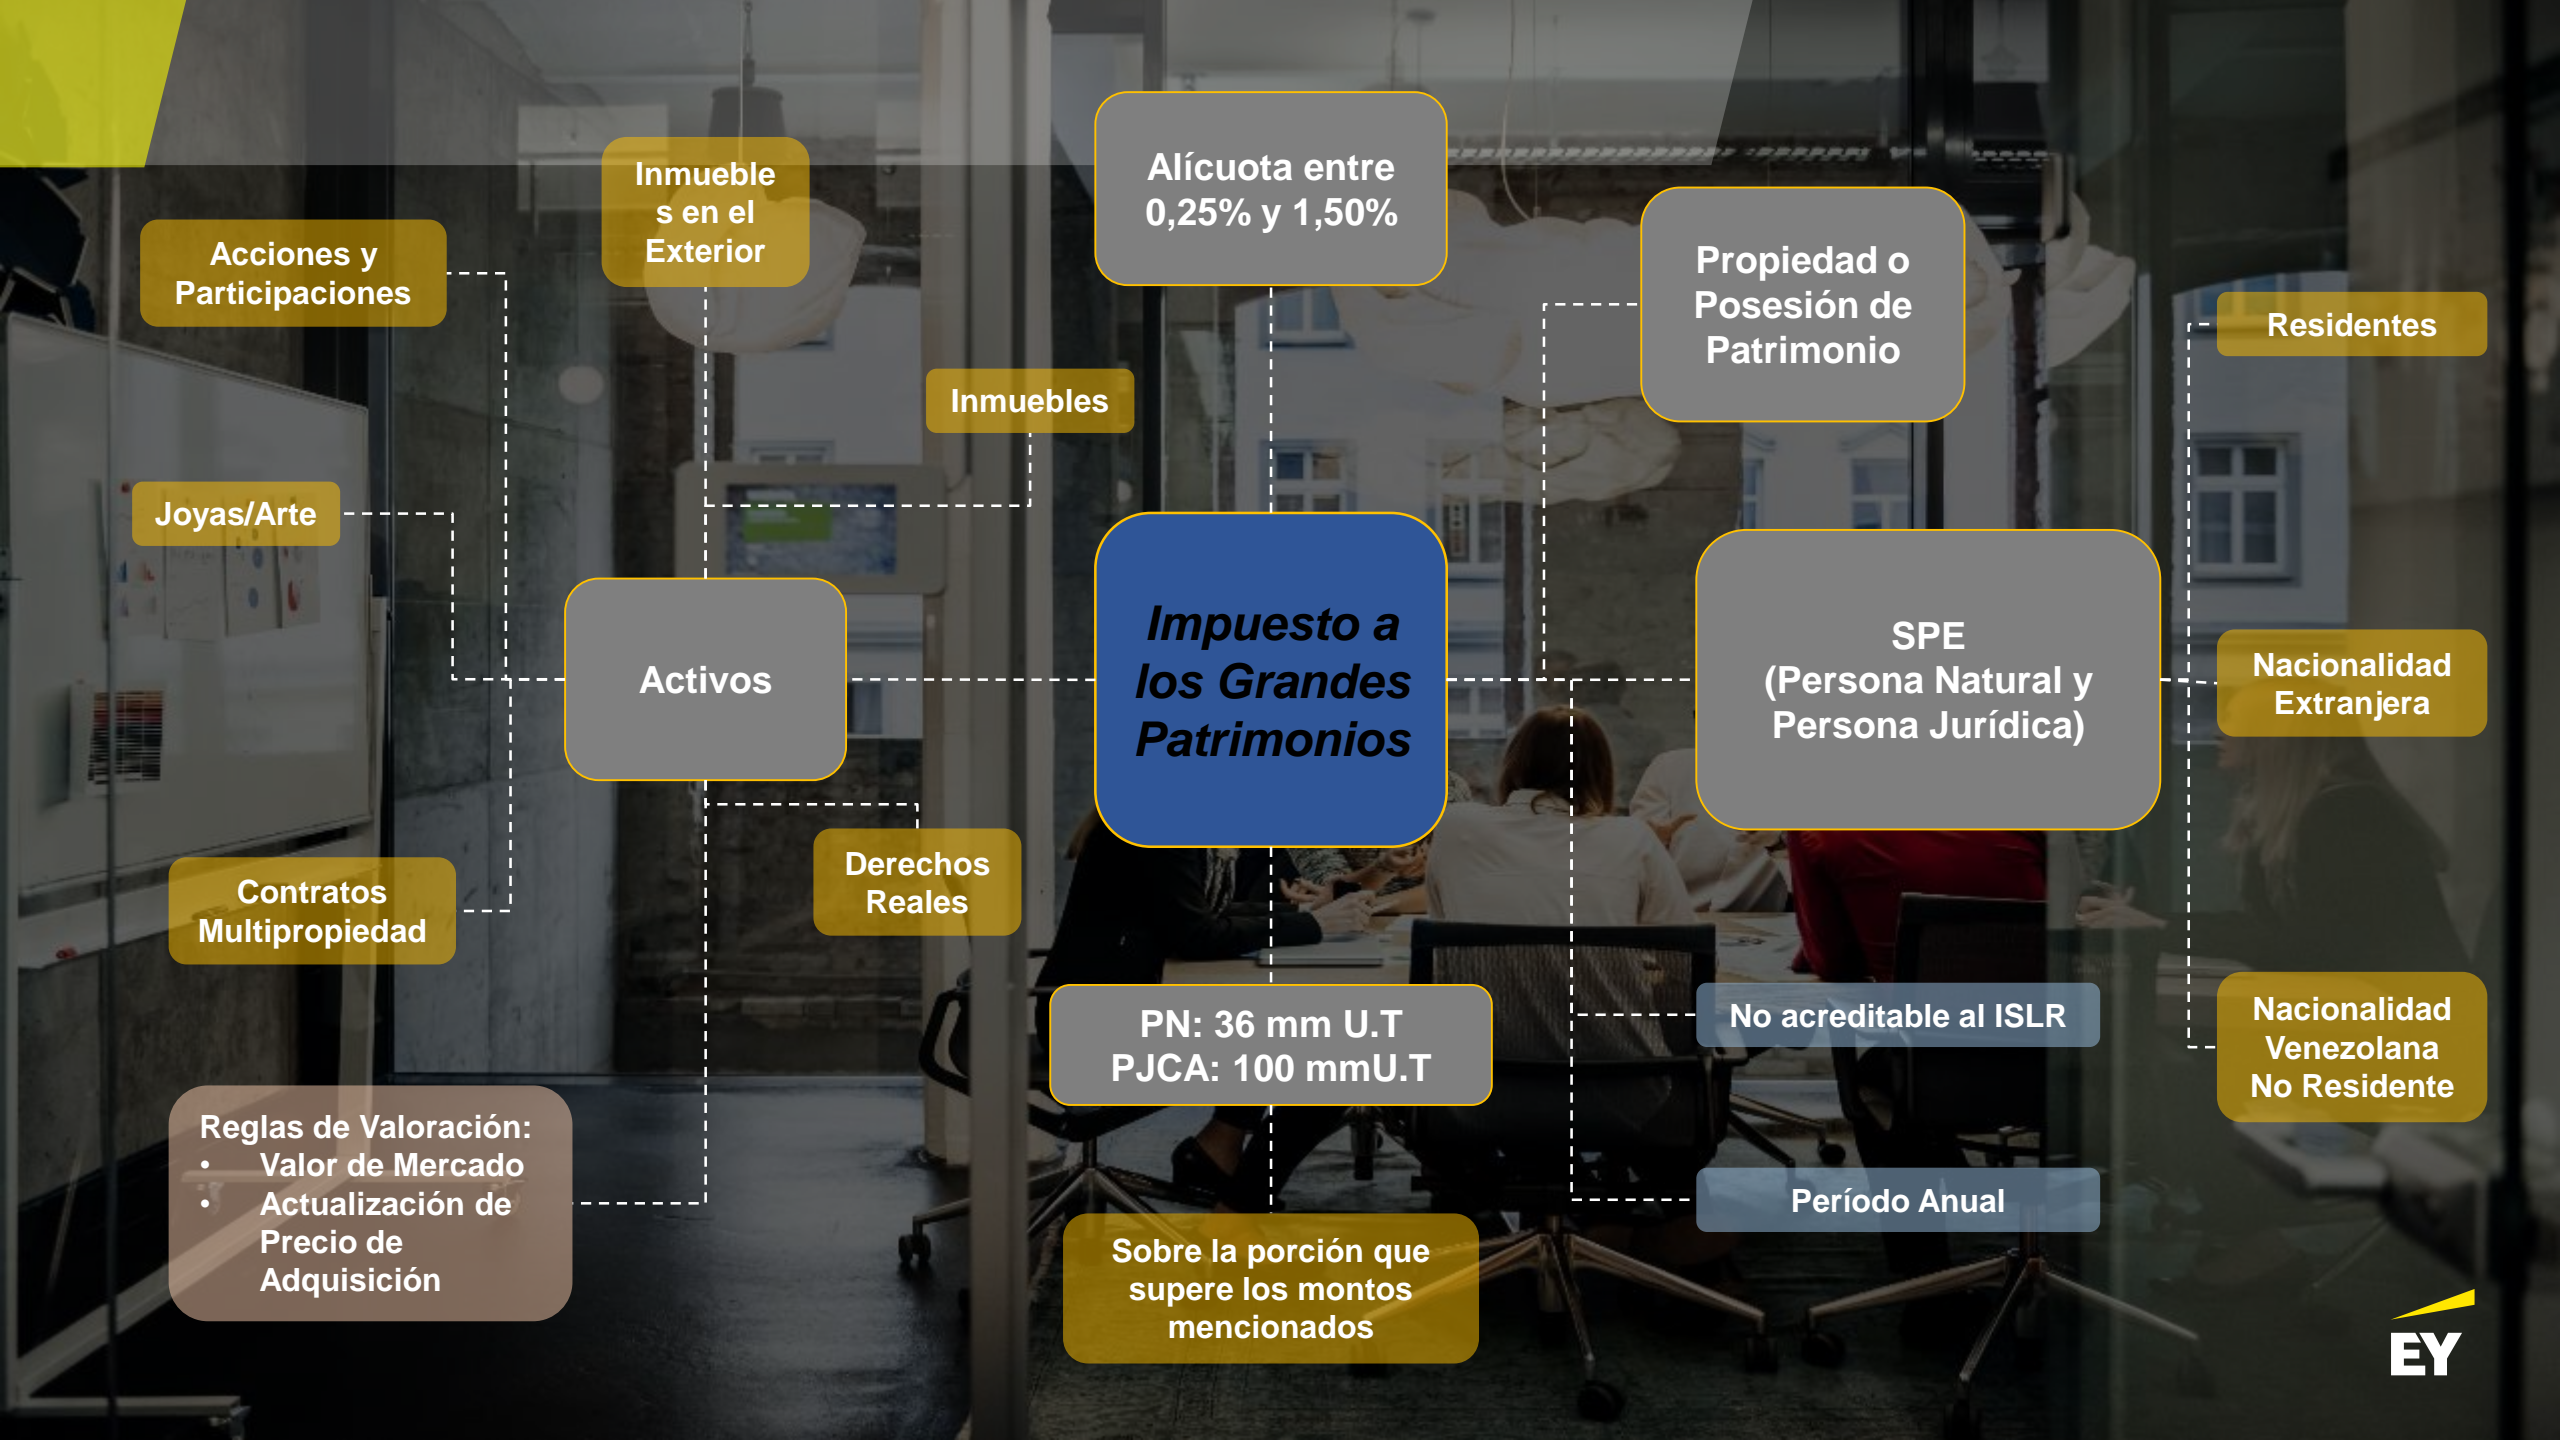 Alícuota entre
0,25% y 1,50%
Inmueble
s en el
Exterior
Acciones y
Participaciones
Propiedad o
Posesión de
Patrimonio
Residentes
Inmuebles
Joyas/Arte
Activos
Impuesto a
los Grandes
Patrimonios
SPE
(Persona Natural y
Persona Jurídica)
Nacionalidad
Extranjera
Derechos
Reales
Contratos
Multipropiedad
PN: 36 mm U.T
PJCA: 100 mmU.T
No acreditable al ISLR
Nacionalidad
Venezolana
No Residente
Reglas de Valoración:
• Valor de Mercado
• Actualización de
Precio de
Adquisición
Período Anual
Sobre la porción que
supere los montos
mencionados
EY